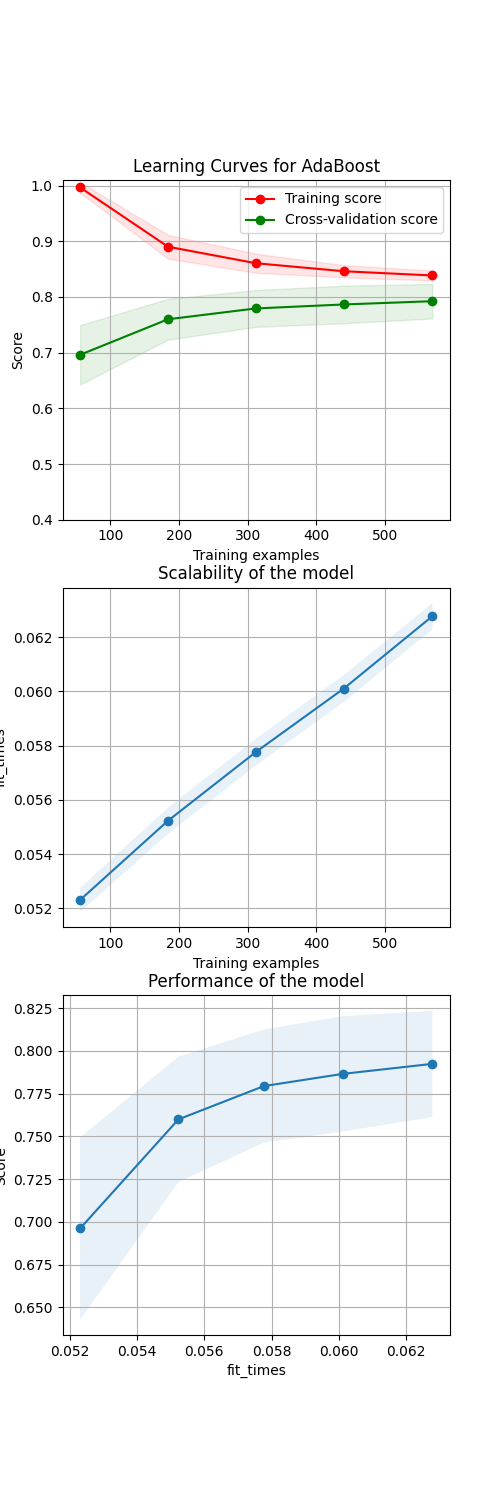 Learning Curves for AdaBoost
1.0
0.9
0.8
0.7
0.6
0.5
0.4
Score
Training score
Cross-validation score
100 200 300 400 500
Training examples
Scalability of the model
0.062
0.060
0.058
0.056
0.054
0.052
fit_times
100 200 300 400 500
Training examples
Performance of the model
0.825
0.800
0.775
0.750
0.725
0.700
0.675
0.650
Score
0.052 0.054 0.056 0.058 0.060 0.062
fit_times